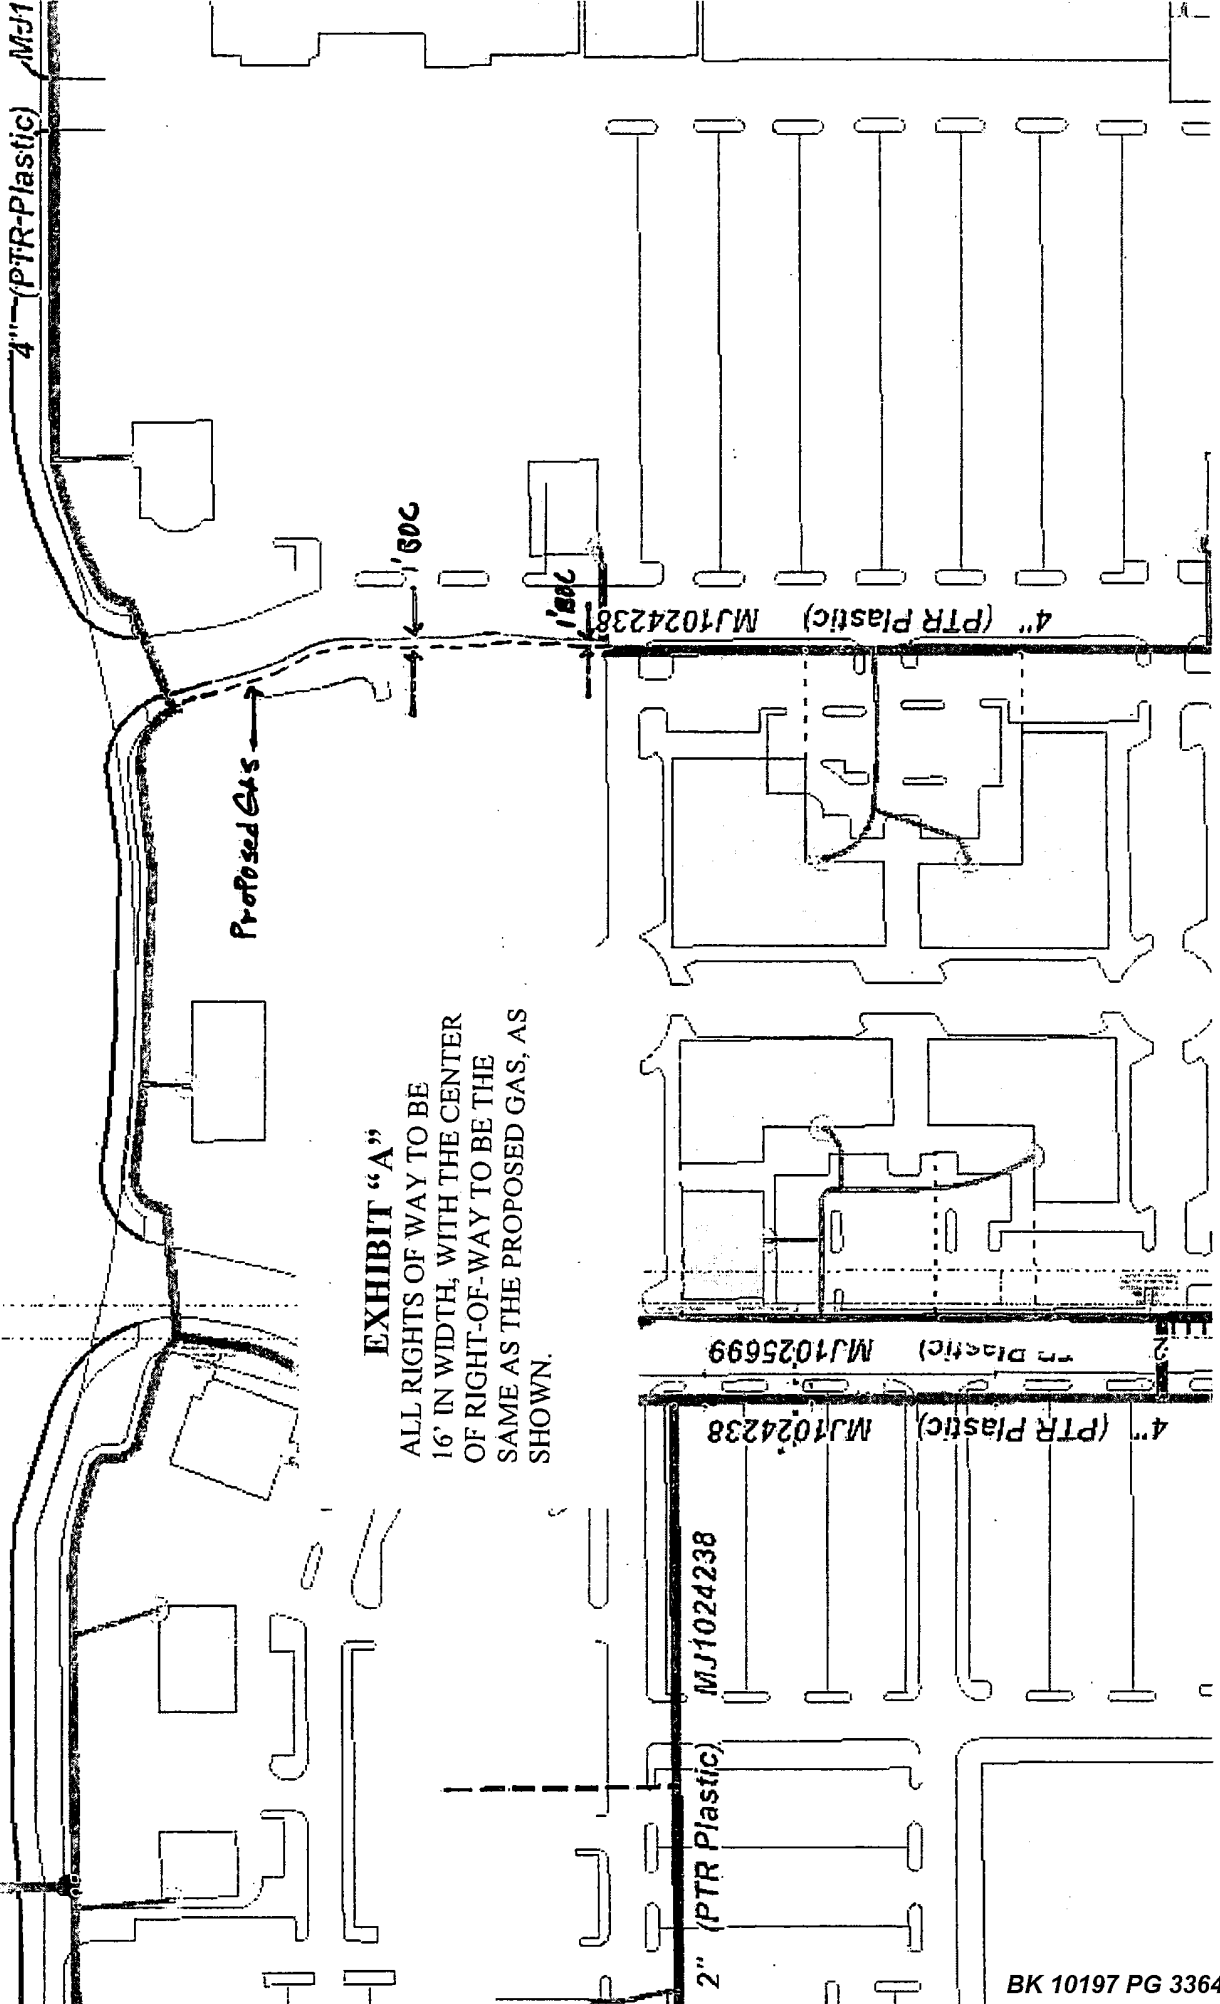 4" (PTR-Plastic) MJ1
1' BOC
1' BOC
4" (PTR Plastic) MJ1024238
Proposed GAS
EXHIBIT “A”
ALL RIGHTS OF WAY TO BE
16' IN WIDTH, WITH THE CENTER
OF RIGHT-OF-WAY TO BE THE
SAME AS THE PROPOSED GAS, AS
SHOWN.
Plastic) MJ1025699
4" (PTR Plastic) MJ1024238
2" (PTR Plastic) MJ1024238
BK 10197 PG 3364